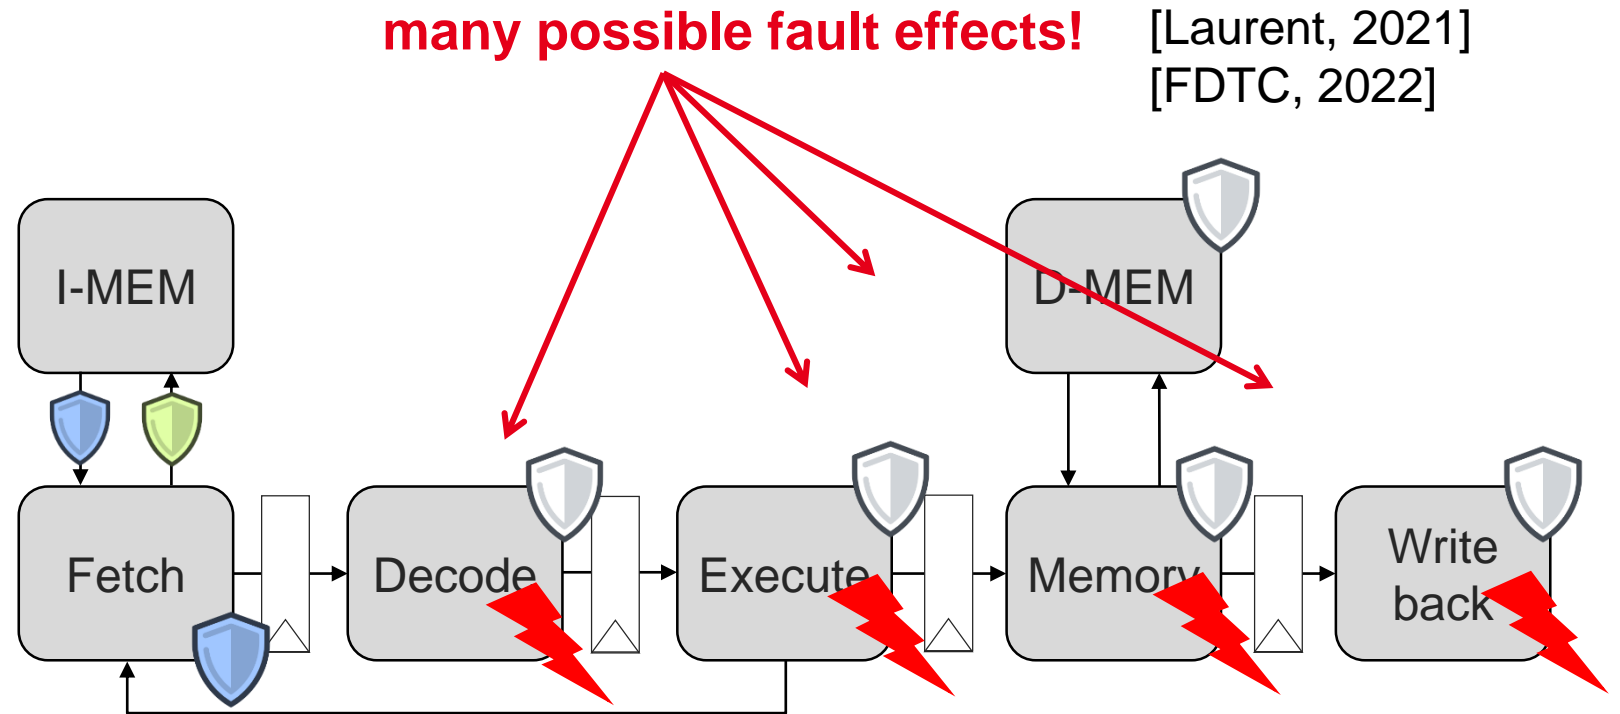 many possible fault effects!
[Laurent, 2021]
[FDTC, 2022]
I-MEM
D-MEM
Fetch
Decode
Execute
Memory
Write
back